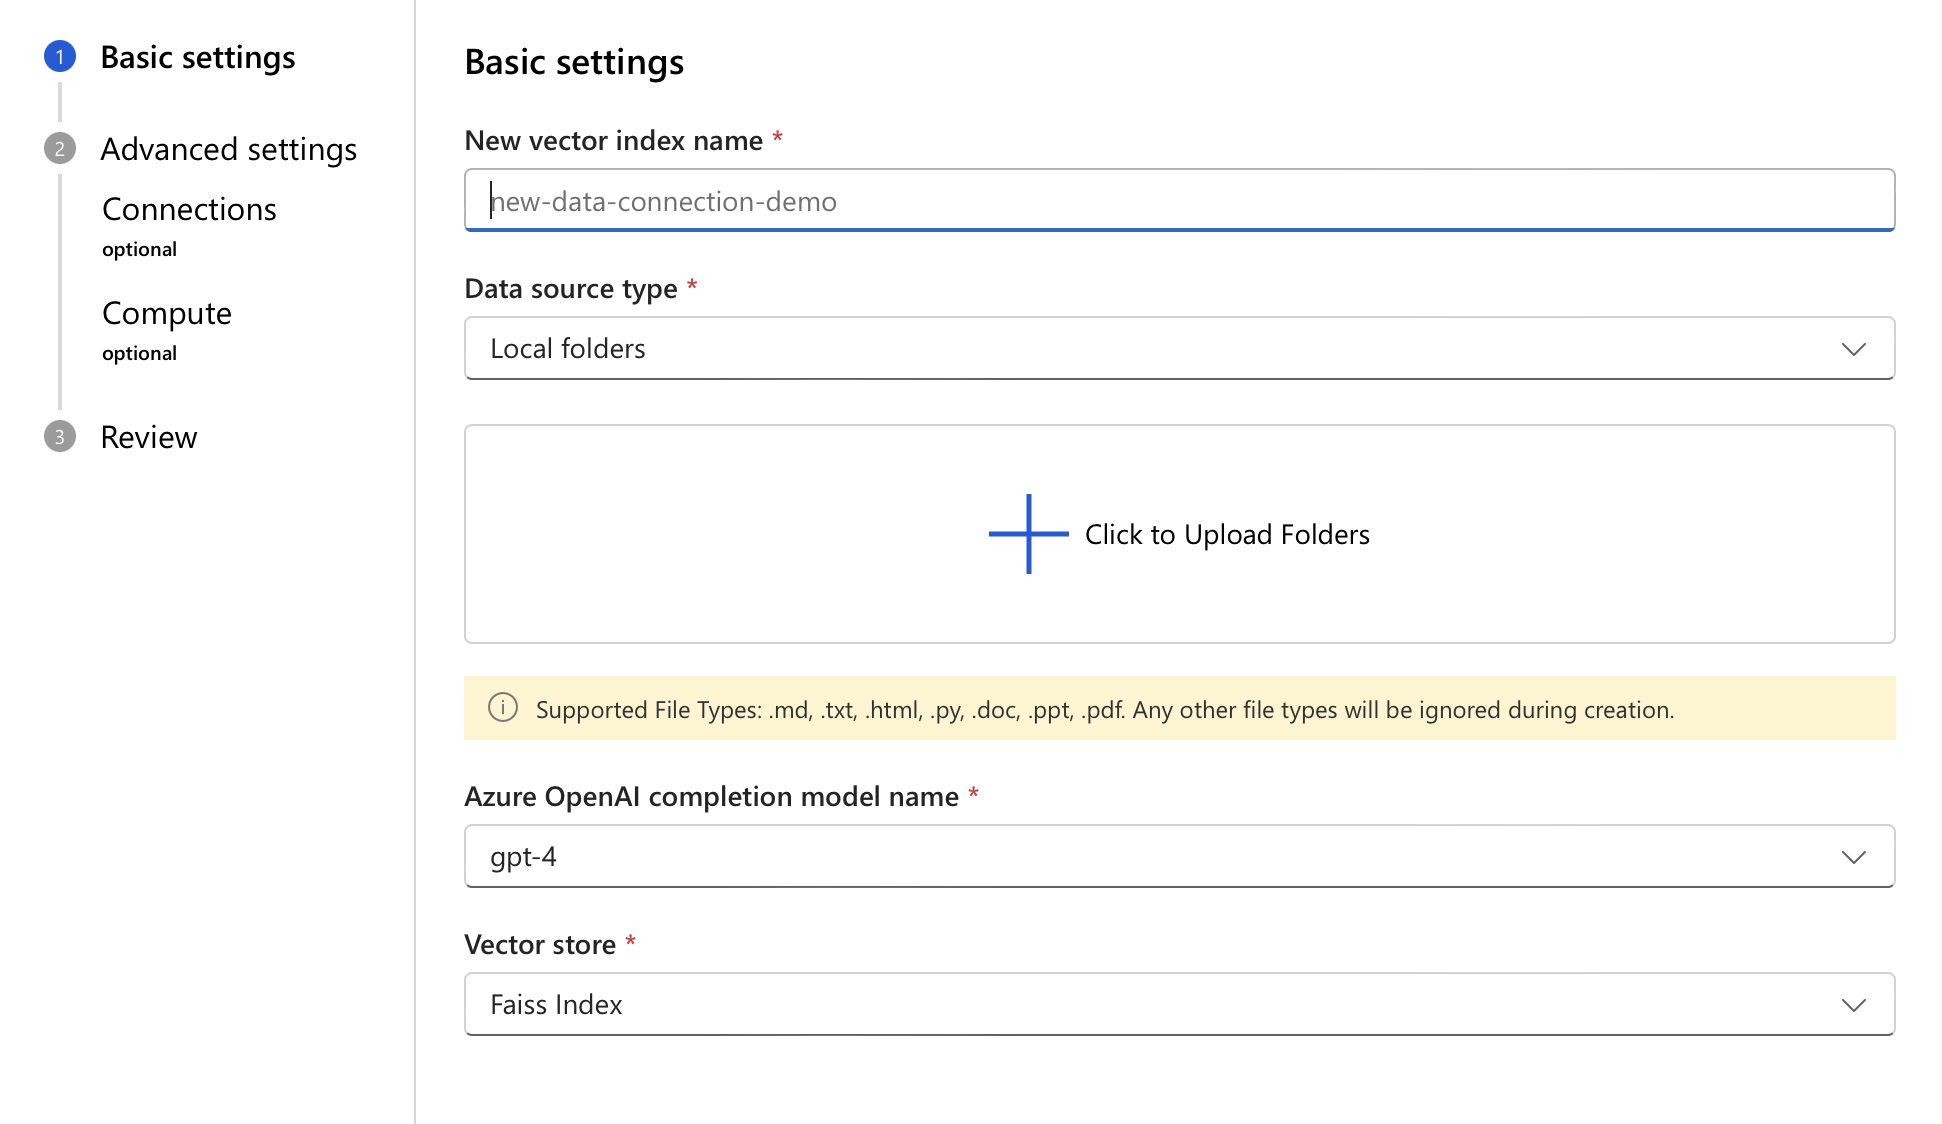 1 Basic settings
2 Advanced settings
Connections
optional
Compute
optional
3 Review
Basic settings
New vector index name *
new-data-connection-demo
Data source type *
Local folders
Click to Upload Folders
Supported File Types: .md, .txt, .html, .py, .doc, .ppt, .pdf. Any other file types will be ignored during creation.
Azure OpenAI completion model name *
gpt-4
Vector store *
Faiss Index